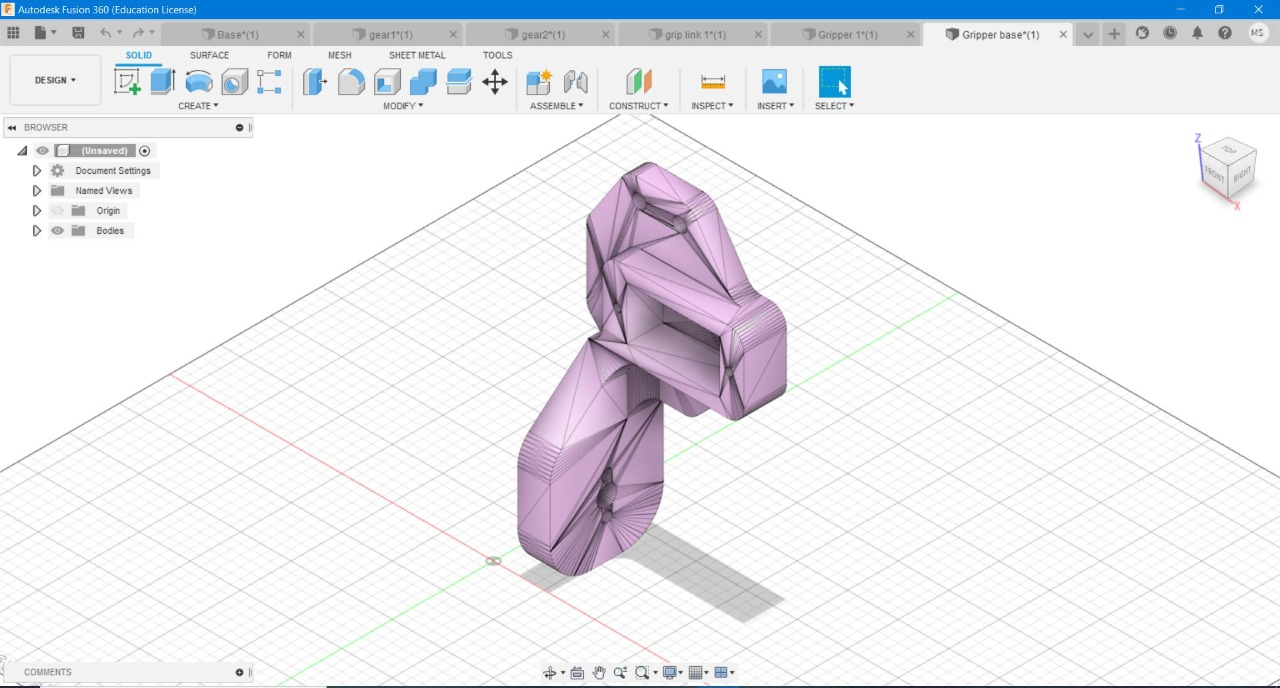 Autodesk Fusion 360 (Education License)
Base*(1)
gear1*(1)
gear2*(1)
grip link 1*(1)
Gripper 1*(1)
Gripper base*(1)
MS
SOLID
SURFACE
FORM
MESH
SHEET METAL
TOOLS
DESIGN
CREATE
MODIFY
ASSEMBLE
CONSTRUCT
INSPECT
INSERT
SELECT
BROWSER
(Unsaved)
Document Settings
Named Views
Origin
Bodies
Z
TOP
FRONT
RIGHT
X
COMMENTS